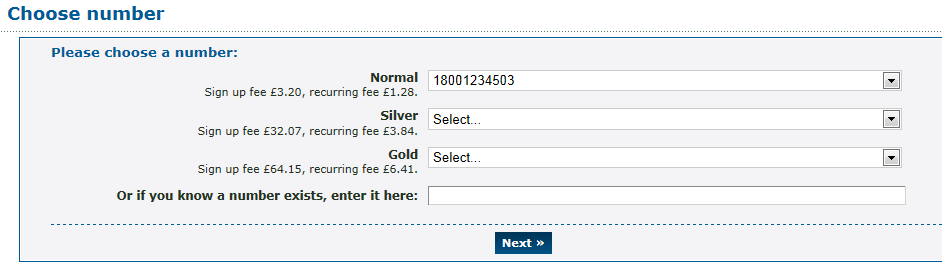 Choose number
Please choose a number:
Normal
18001234503
Sign up fee £3.20, recurring fee £1.28.
Silver
Select...
Sign up fee £32.07, recurring fee £3.84.
Gold
Select...
Sign up fee £64.15, recurring fee £6.41.
Or if you know a number exists, enter it here:
Next »